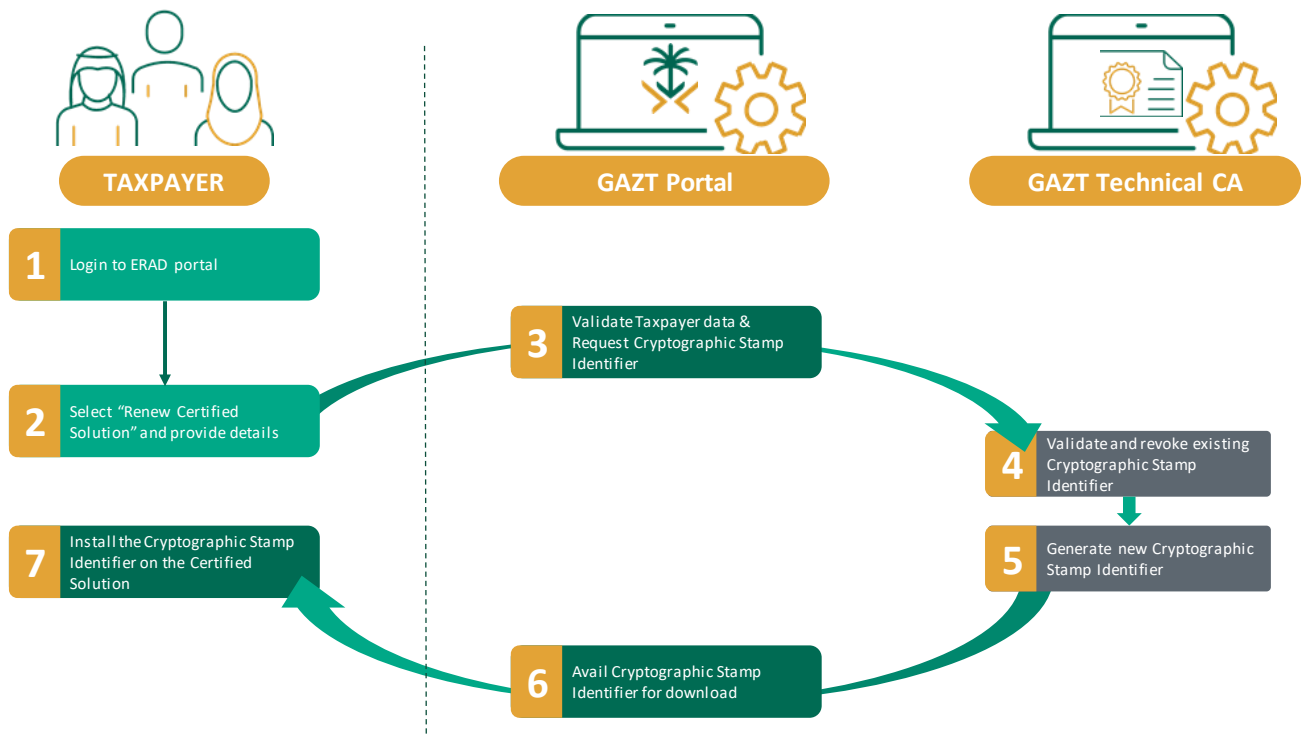 TAXPAYER
GAZT Portal
GAZT Technical CA
1
Login to ERAD portal
2
Select “Renew Certified
Solution” and provide details
3
Validate Taxpayer data &
Request Cryptographic Stamp
Identifier
4
Validate and revoke existing
Cryptographic Stamp
Identifier
5
Generate new Cryptographic
Stamp Identifier
6
Avail Cryptographic Stamp
Identifier for download
7
Install the Cryptographic Stamp
Identifier on the Certified
Solution